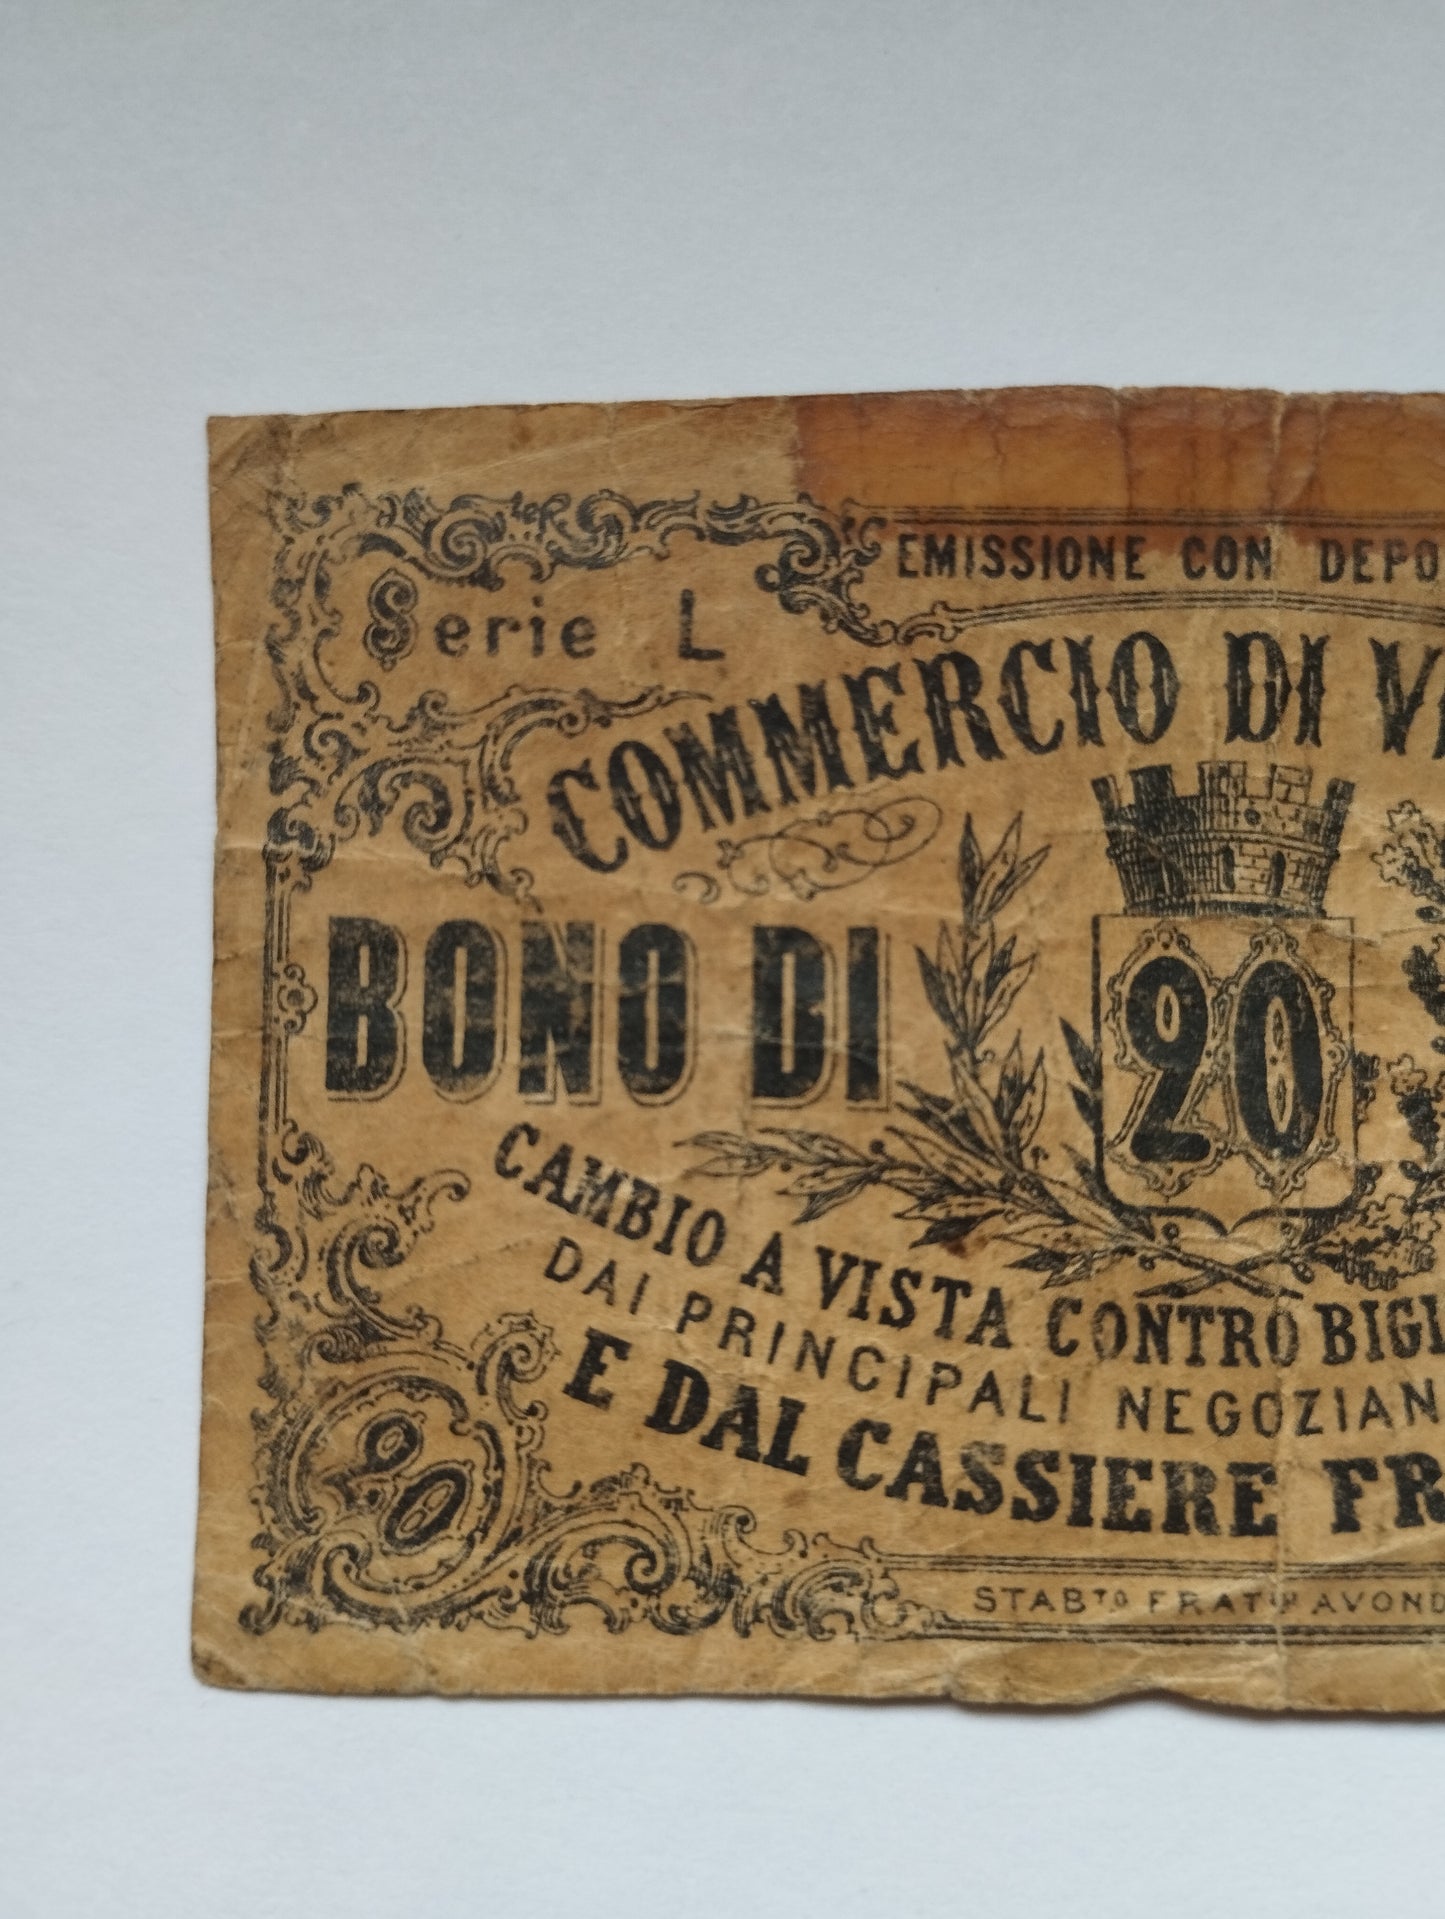 EMISSIONE CON DEPO
Serie L
COMMERCIO DI V
BONO DI
20
CAMBIO A VISTA CONTRO BIGL
DAI PRINCIPALI NEGOZIAN
E DAL CASSIERE FR
20
STABTO FRATLLI AVOND